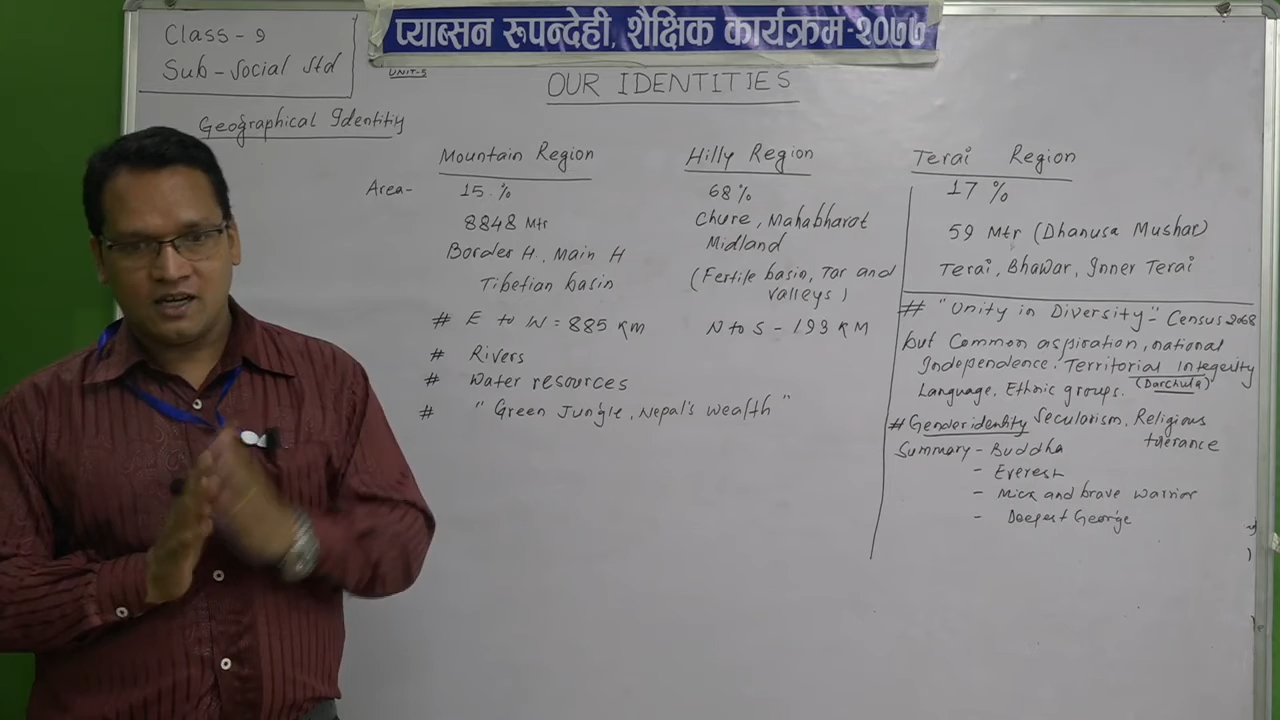 प्याब्सन रूपन्देही, शैक्षिक कार्यक्रम-२०७७
Class - 9
Sub - Social Std
UNIT-5
OUR IDENTITIES
Geographical Identitiy
Mountain Region
Area- 15 %
8848 Mtr
Border H., Main H
Tibetian basin
Hilly Region
68%
Chure, Mahabharat
Midland
(Fertile basin, Tar and
valleys)
Terai Region
17 %
59 Mtr (Dhanusa Mushar)
Terai, Bhawar, Inner Terai
# E to W = 885 KM N to S - 193 KM
# Rivers
# Water resources
# " Green Jungle, Nepal's wealth "
# "Unity in Diversity" - Census 2068
but Common aspiration, national
Independence. Territorial Integrity
Language, Ethnic groups. (Darchula)
# Gender identity Secularism, Religious
tolerance
Summary - Buddha
- Everest
- and brave warrior
- Deepest George